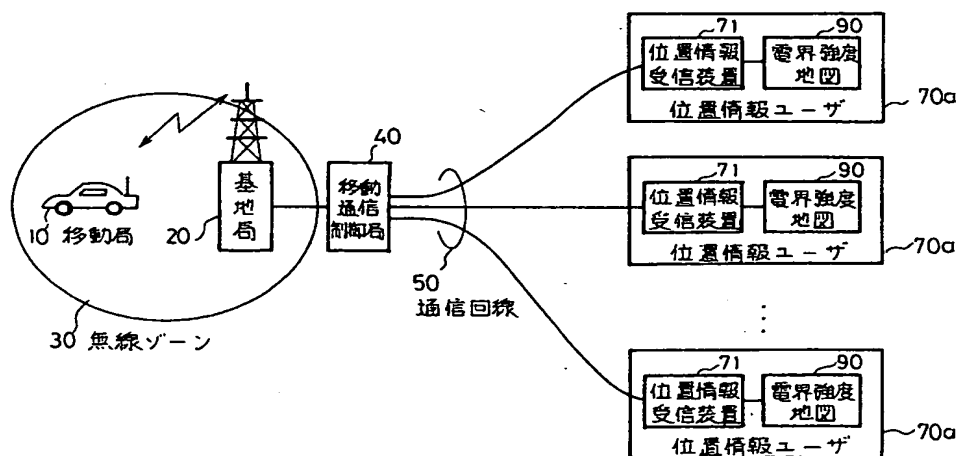 71
90
位置情報
受信装置
電界強度
地図
位置情報ユーザ
70a
40
移動
通信
制御局
基
地
局
10 移動局
20
71
90
位置情報
受信装置
電界強度
地図
位置情報ユーザ
70a
50
通信回線
30 無線ゾーン
71
90
位置情報
受信装置
電界強度
地図
位置情報ユーザ
70a